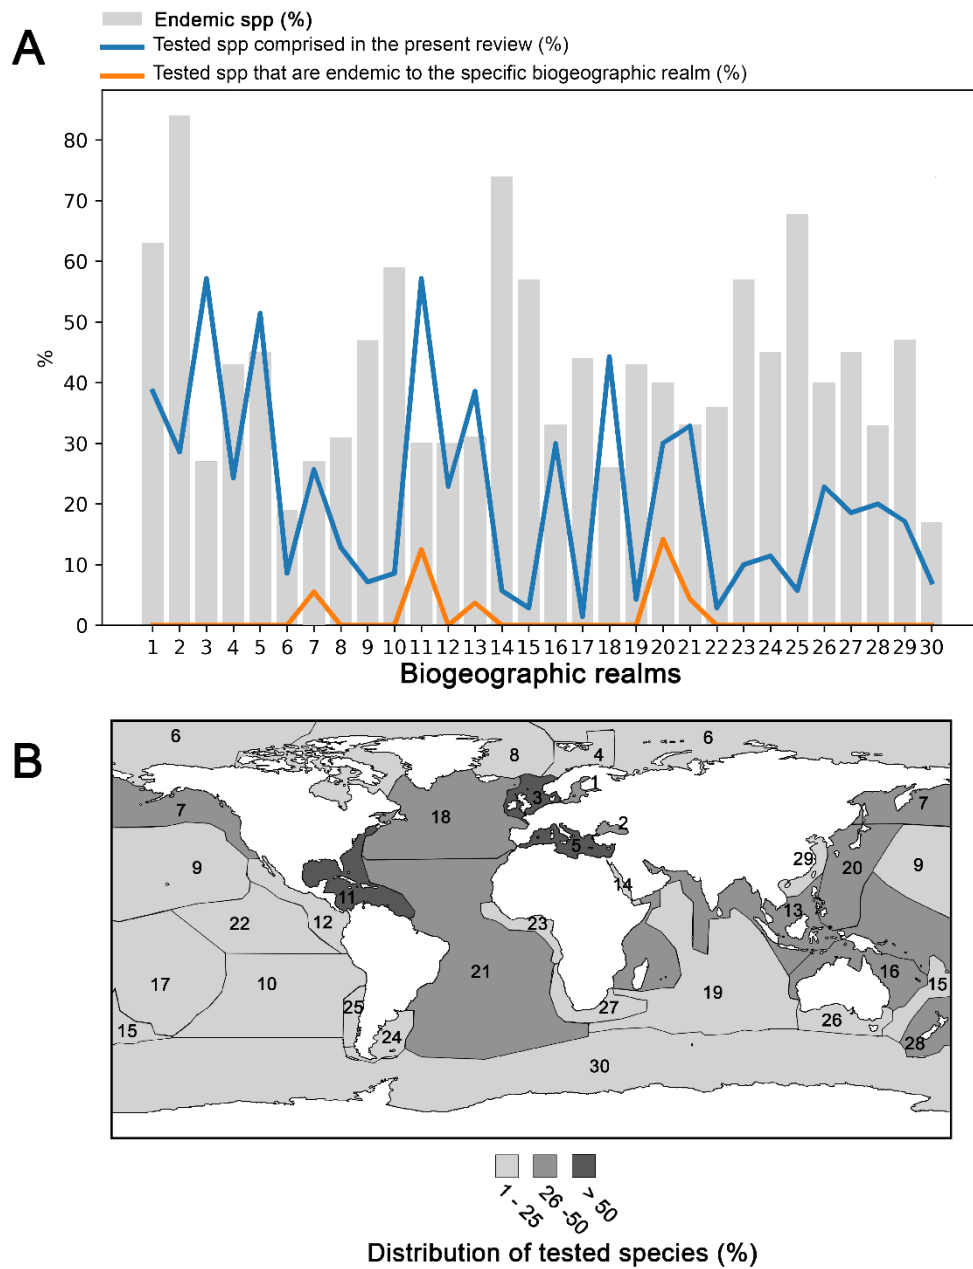 A
Endemic spp (%)
Tested spp comprised in the present review (%)
Tested spp that are endemic to the specific biogeographic realm (%)
80
70
60
50
40
30
20
10
0
%
1 2 3 4 5 6 7 8 9 10 11 12 13 14 15 16 17 18 19 20 21 22 23 24 25 26 27 28 29 30
Biogeographic realms
B
6 8 4 6
7 18 3 1 7
2
9 5 29 20 9
14
11 13
22 12 23
17 10 21 19 16 15
15 25 27 26
24 28
30
1 - 25
26 -50
> 50
Distribution of tested species (%)